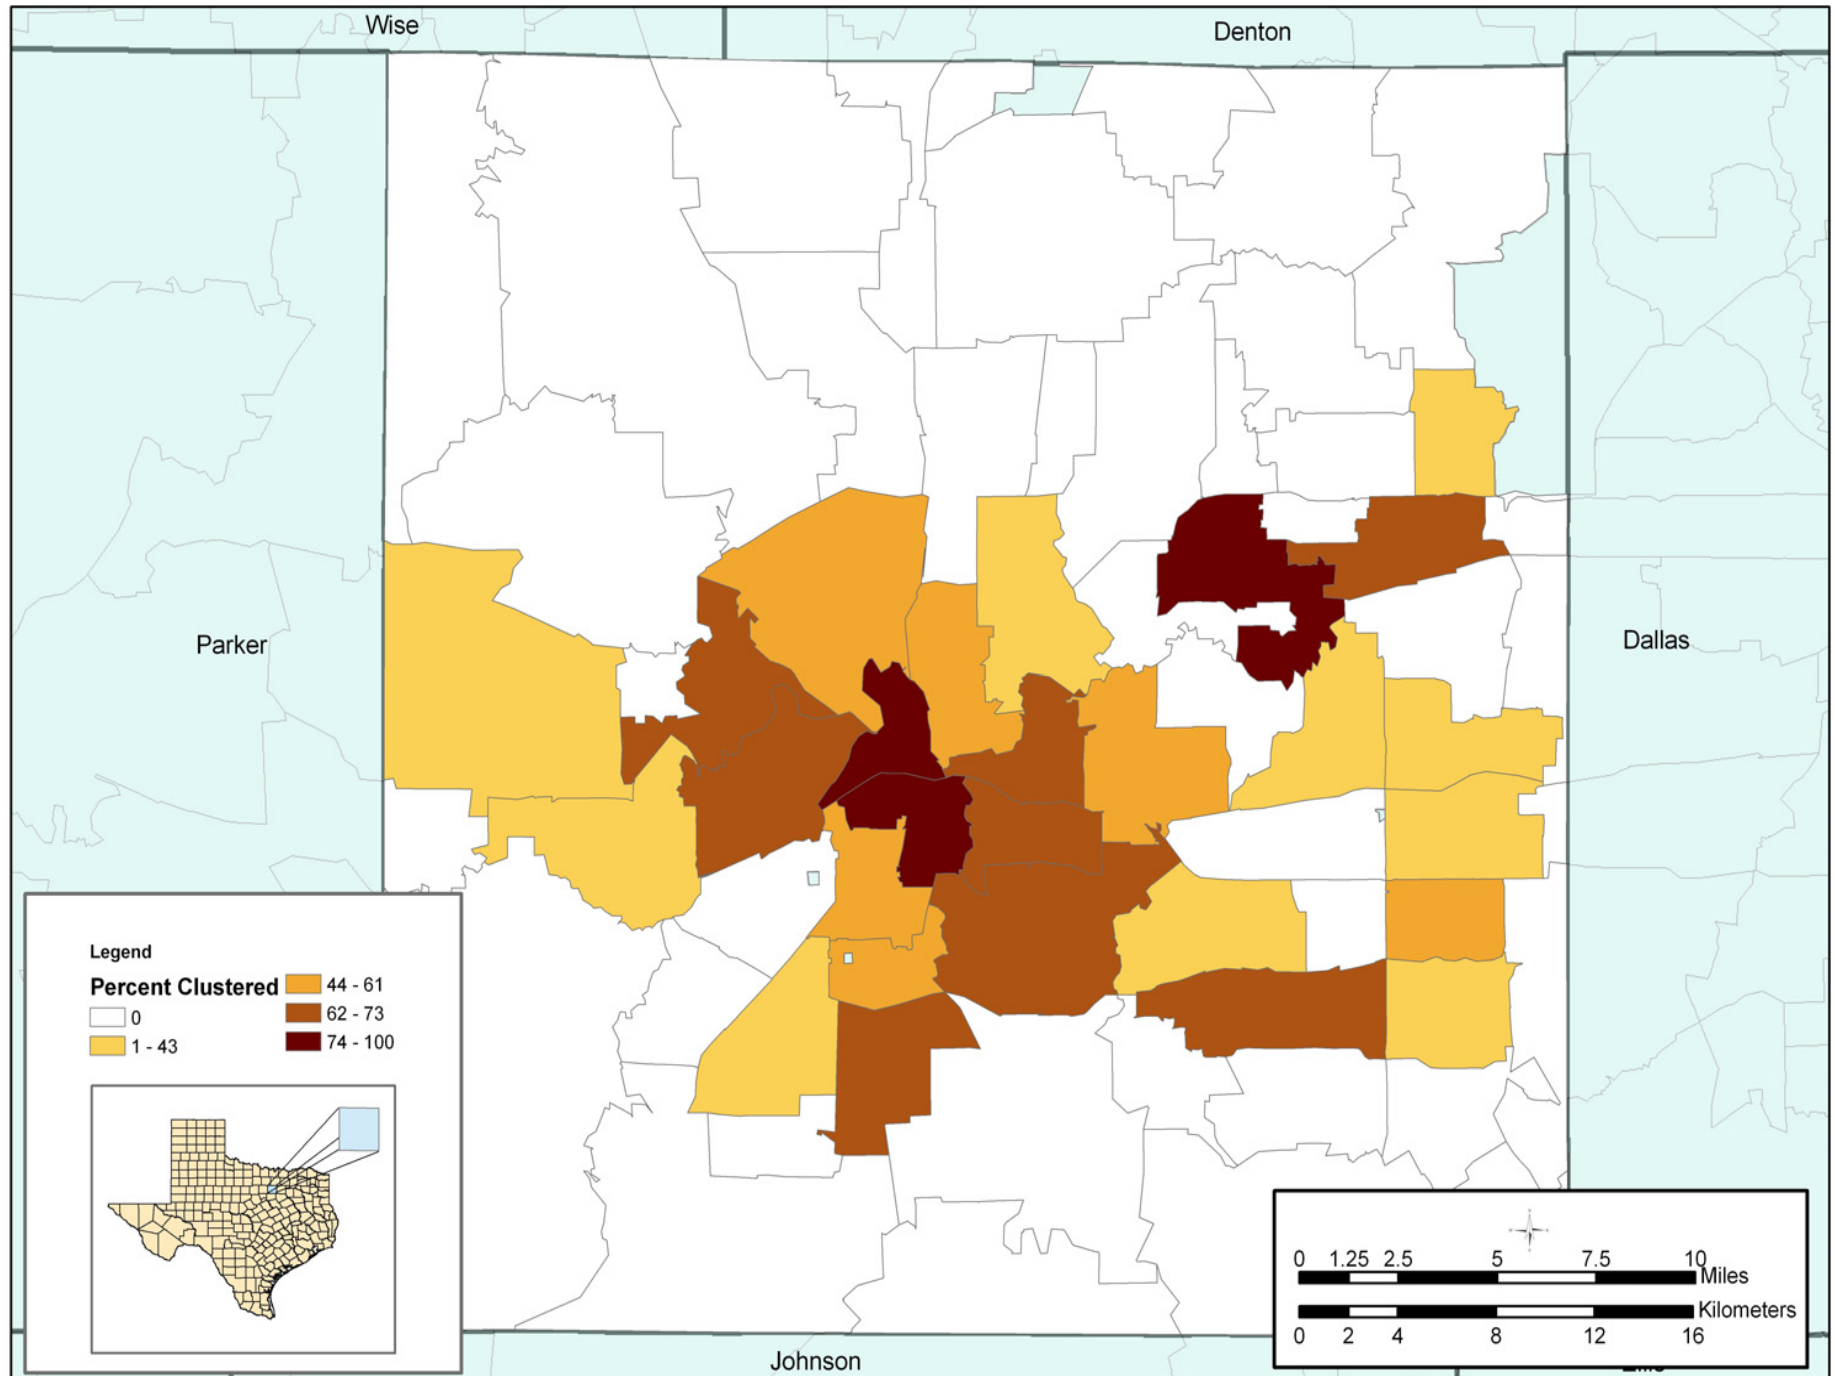 Wise
Denton
Parker
Dallas
Legend
Percent Clustered
0
1 - 43
44 - 61
62 - 73
74 - 100
0 1.25 2.5 5 7.5 10
Miles
Kilometers
0 2 4 8 12 16
Johnson